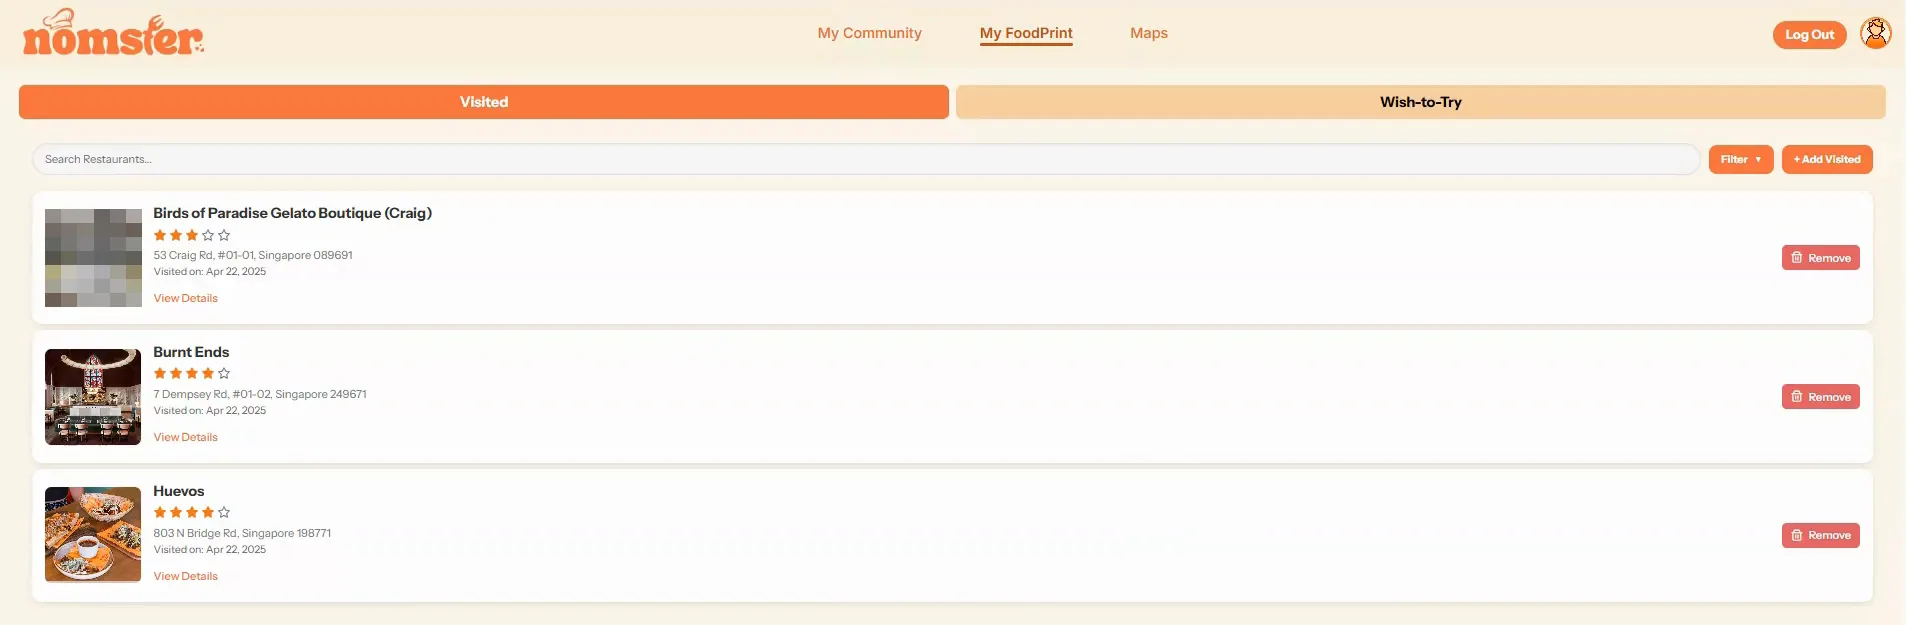 nomster
My Community
My FoodPrint
Maps
Log Out
Visited
Wish-to-Try
Search Restaurants...
Filter ▼
+ Add Visited
Birds of Paradise Gelato Boutique (Craig)
53 Craig Rd, #01-01, Singapore 089691
Visited on: Apr 22, 2025
View Details
Remove
Burnt Ends
7 Dempsey Rd, #01-02, Singapore 249671
Visited on: Apr 22, 2025
View Details
Remove
Huevos
803 N Bridge Rd, Singapore 198771
Visited on: Apr 22, 2025
View Details
Remove